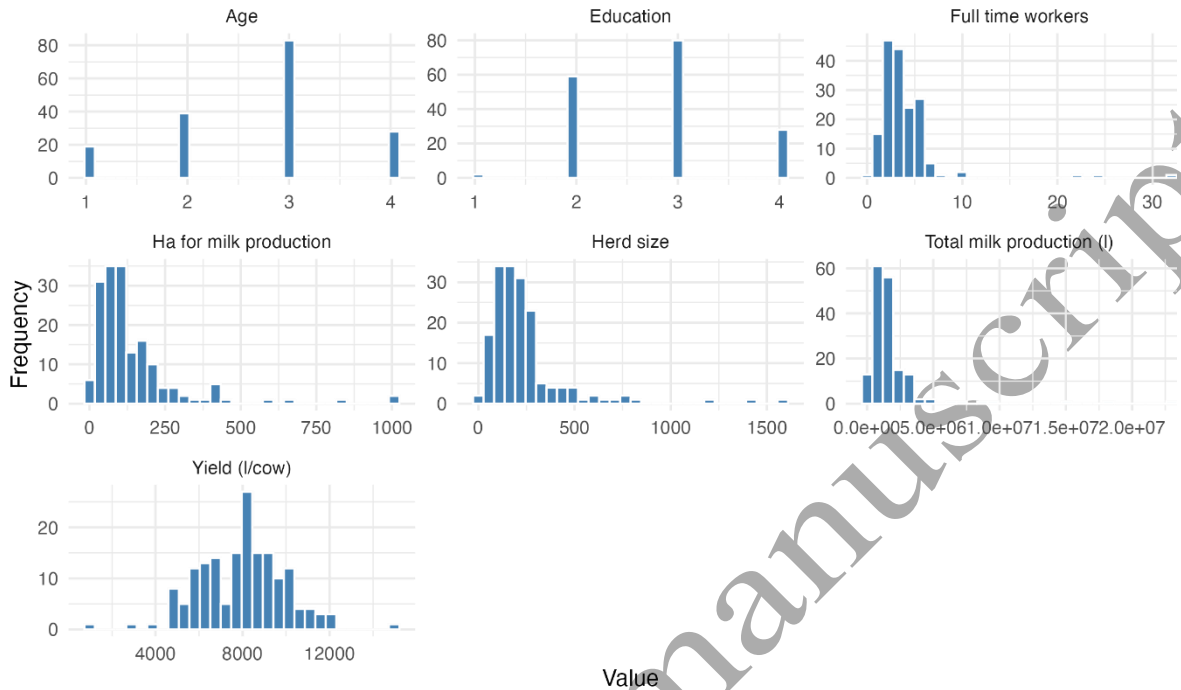 Age
Education
Full time workers
80
60
40
20
0
1 2 3 4
80
60
40
20
0
1 2 3 4
40
30
20
10
0
0 10 20 30
Ha for milk production
Herd size
Total milk production (l)
Frequency
30
20
10
0
0 250 500 750 1000
30
20
10
0
0 500 1000 1500
60
40
20
0
0.0e+005.0e+061.0e+071.5e+072.0e+07
Yield (l/cow)
20
10
0
4000 8000 12000
Value
manuscrip